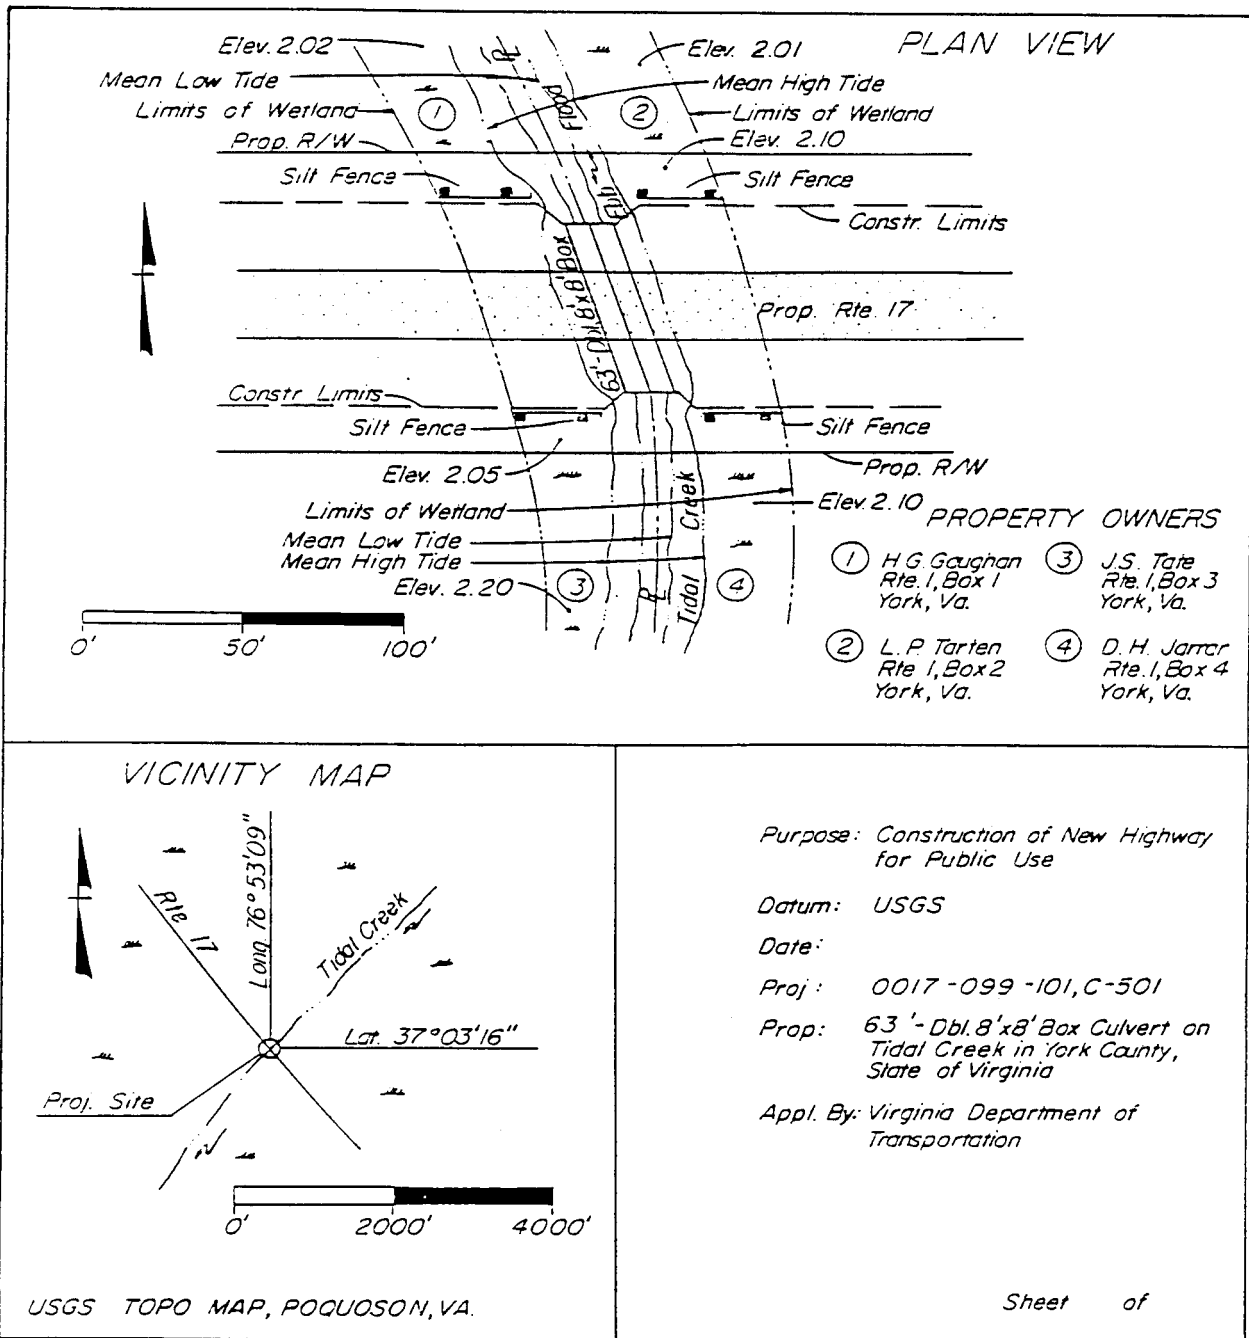 PLAN VIEW
Elev. 2.02
Elev. 2.01
Mean Low Tide
Mean High Tide
Limits of Wetland
Limits of Wetland
Prop. R/W
Elev. 2.10
Silt Fence
Silt Fence
Flood
Ebb
1
2
Constr. Limits
63'-Dbl. 8'x8' Box
Prop. Rte. 17
Constr. Limits
Silt Fence
Silt Fence
Elev. 2.05
Prop. R/W
Limits of Wetland
Elev. 2.10
Mean Low Tide
Mean High Tide
Elev. 2.20
3
4
Tidal Creek
0' 50' 100'
PROPERTY OWNERS
1 H G. Gaughan
Rte. 1, Box 1
York, Va.
3 J.S. Tate
Rte. 1, Box 3
York, Va.
2 L.P. Tarten
Rte 1, Box 2
York, Va.
4 D.H. Jarrar
Rte. 1, Box 4
York, Va.
VICINITY MAP
Rte 17
Long 76° 53'09"
Tidal Creek
Lat. 37°03'16"
Proj. Site
0' 2000' 4000'
USGS TOPO MAP, POQUOSON, VA.
Purpose: Construction of New Highway
for Public Use
Datum: USGS
Date:
Proj: 0017-099-101, C-501
Prop: 63'-Dbl. 8'x8' Box Culvert on
Tidal Creek in York County,
State of Virginia
Appl. By: Virginia Department of
Transportation
Sheet of